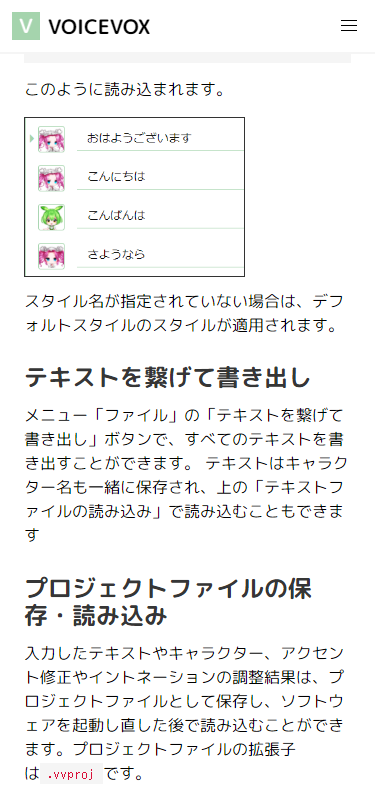 V VOICEVOX
このように読み込まれます。
おはようございます
こんにちは
こんばんは
さようなら
スタイル名が指定されていない場合は、デフ
ォルトスタイルのスタイルが適用されます。
テキストを繋げて書き出し
メニュー「ファイル」の「テキストを繋げて
書き出し」ボタンで、すべてのテキストを書
き出すことができます。 テキストはキャラク
ター名も一緒に保存され、上の「テキストフ
ァイルの読み込み」で読み込むこともできま
す
プロジェクトファイルの保
存・読み込み
入力したテキストやキャラクター、アクセン
ト修正やイントネーションの調整結果は、プ
ロジェクトファイルとして保存し、ソフトウ
ェアを起動し直した後で読み込むことができ
ます。プロジェクトファイルの拡張子
は .vvproj です。